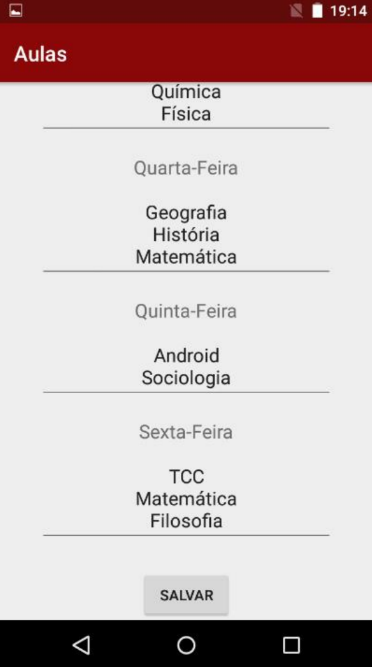 19:14
Aulas
Química
Física
Quarta-Feira
Geografia
História
Matemática
Quinta-Feira
Android
Sociologia
Sexta-Feira
TCC
Matemática
Filosofia
SALVAR